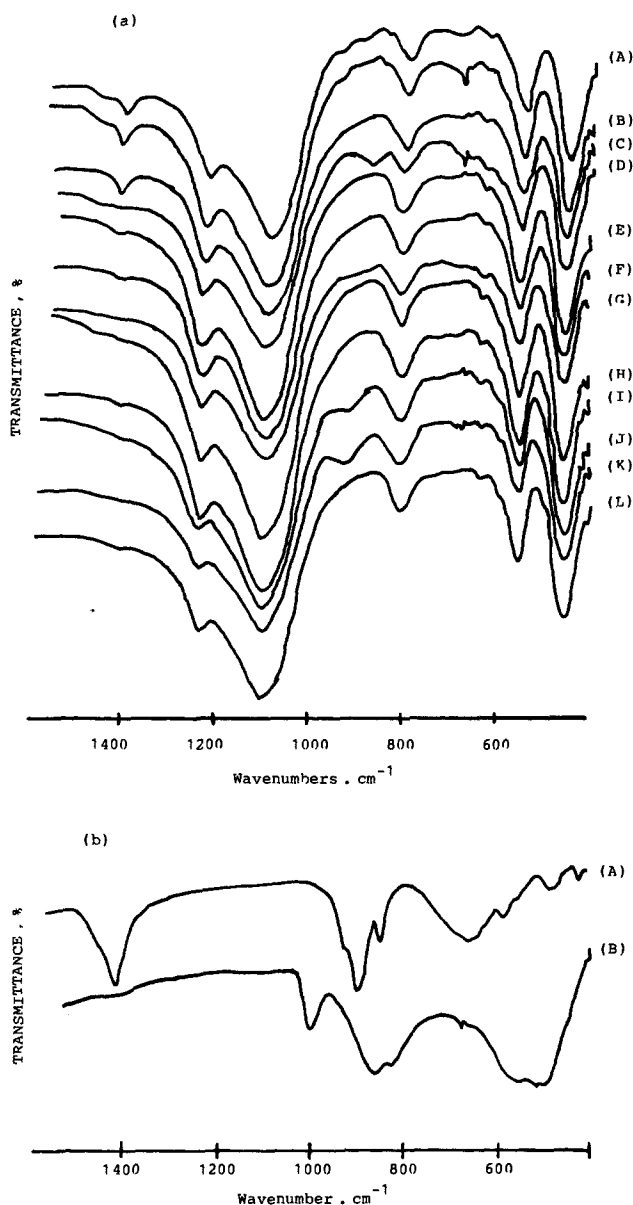 (a)
(A)
(B)
(C)
(D)
(E)
(F)
(G)
(H)
(I)
(J)
(K)
(L)
TRANSMITTANCE, %
1400 1200 1000 800 600
Wavenumbers. cm-1
(b)
(A)
(B)
TRANSMITTANCE, %
1400 1200 1000 800 600
Wavenumber. cm-1